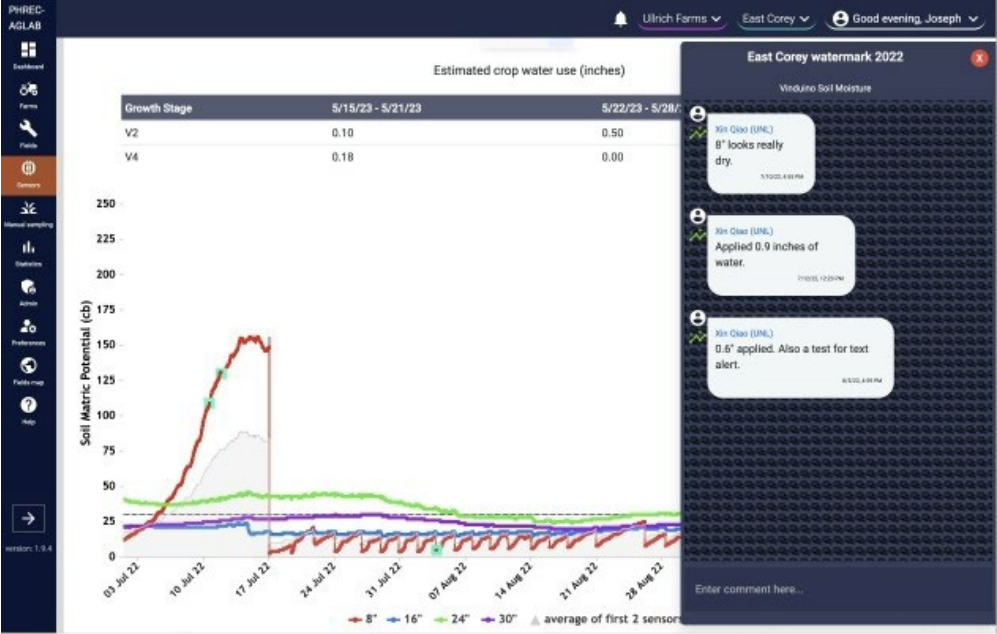 PHREC-
AGLAB
Dashboard
Farms
Fields
Sensors
Manual sampling
Statistics
Admin
Preferences
Fields map
Help
version: 1.9.4
Ullrich Farms
East Corey
Good evening, Joseph
Estimated crop water use (inches)
Growth Stage 5/15/23 - 5/21/23 5/22/23 - 5/28/
V2 0.10 0.50
V4 0.18 0.00
Soil Matric Potential (cb)
250
225
200
175
150
125
100
75
50
25
0
03 Jul 22
10 Jul 22
17 Jul 22
24 Jul 22
31 Jul 22
07 Aug 22
14 Aug 22
21 Aug 22
28 Aug 22
8" 16" 24" 30" average of first 2 sensors
East Corey watermark 2022
X
Vinduino Soil Moisture
Xin Qiao (UNL)
8" looks really
dry.
Xin Qiao (UNL)
Applied 0.9 inches of
water.
Xin Qiao (UNL)
0.6" applied. Also a test for text
alert.
Enter comment here...